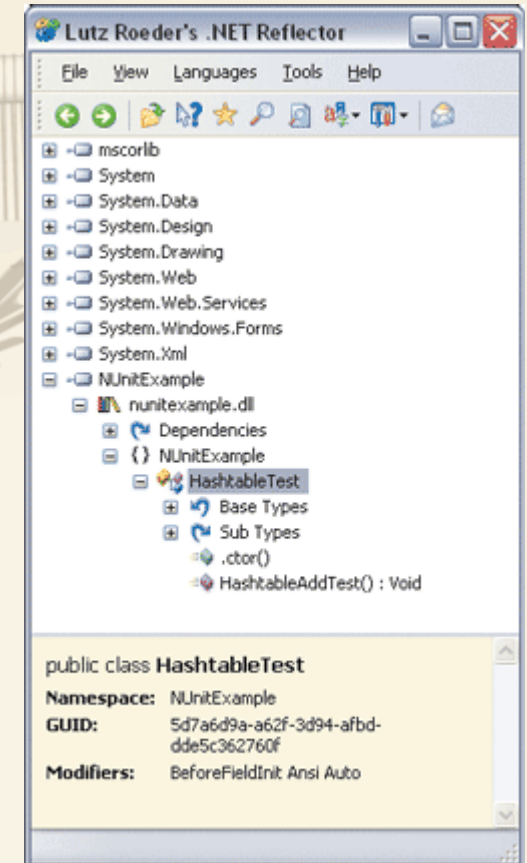 Lutz Roeder's .NET Reflector
File View Languages Tools Help
mscorlib
System
System.Data
System.Design
System.Drawing
System.Web
System.Web.Services
System.Windows.Forms
System.Xml
NUnitExample
nunitexample.dll
Dependencies
{} NUnitExample
HashtableTest
Base Types
Sub Types
.ctor()
HashtableAddTest() : Void
public class HashtableTest
Namespace: NUnitExample
GUID: 5d7a6d9a-a62f-3d94-afbd-
dde5c362760f
Modifiers: BeforeFieldInit Ansi Auto